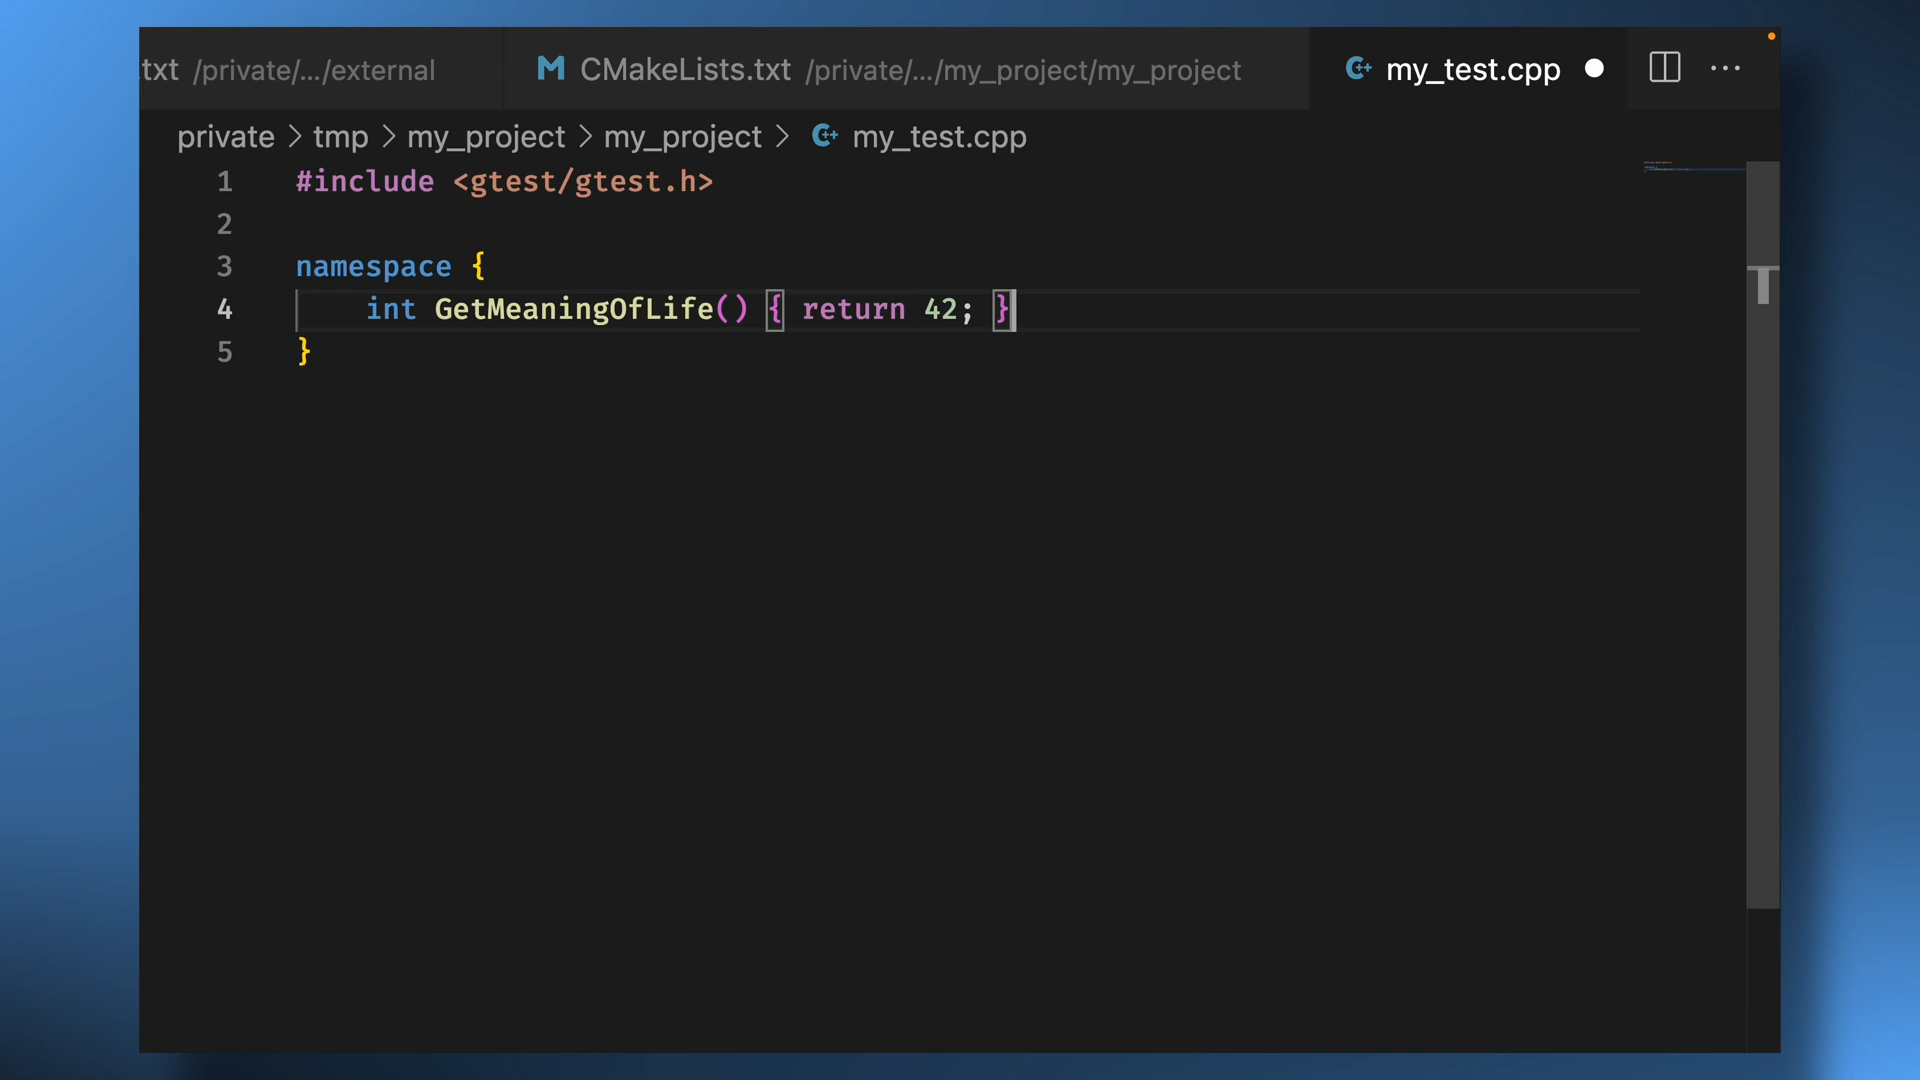 .txt /private/.../external CMakeLists.txt /private/.../my_project/my_project my_test.cpp
private > tmp > my_project > my_project > my_test.cpp
1 #include <gtest/gtest.h>
2
3 namespace {
4 int GetMeaningOfLife() { return 42; }
5 }